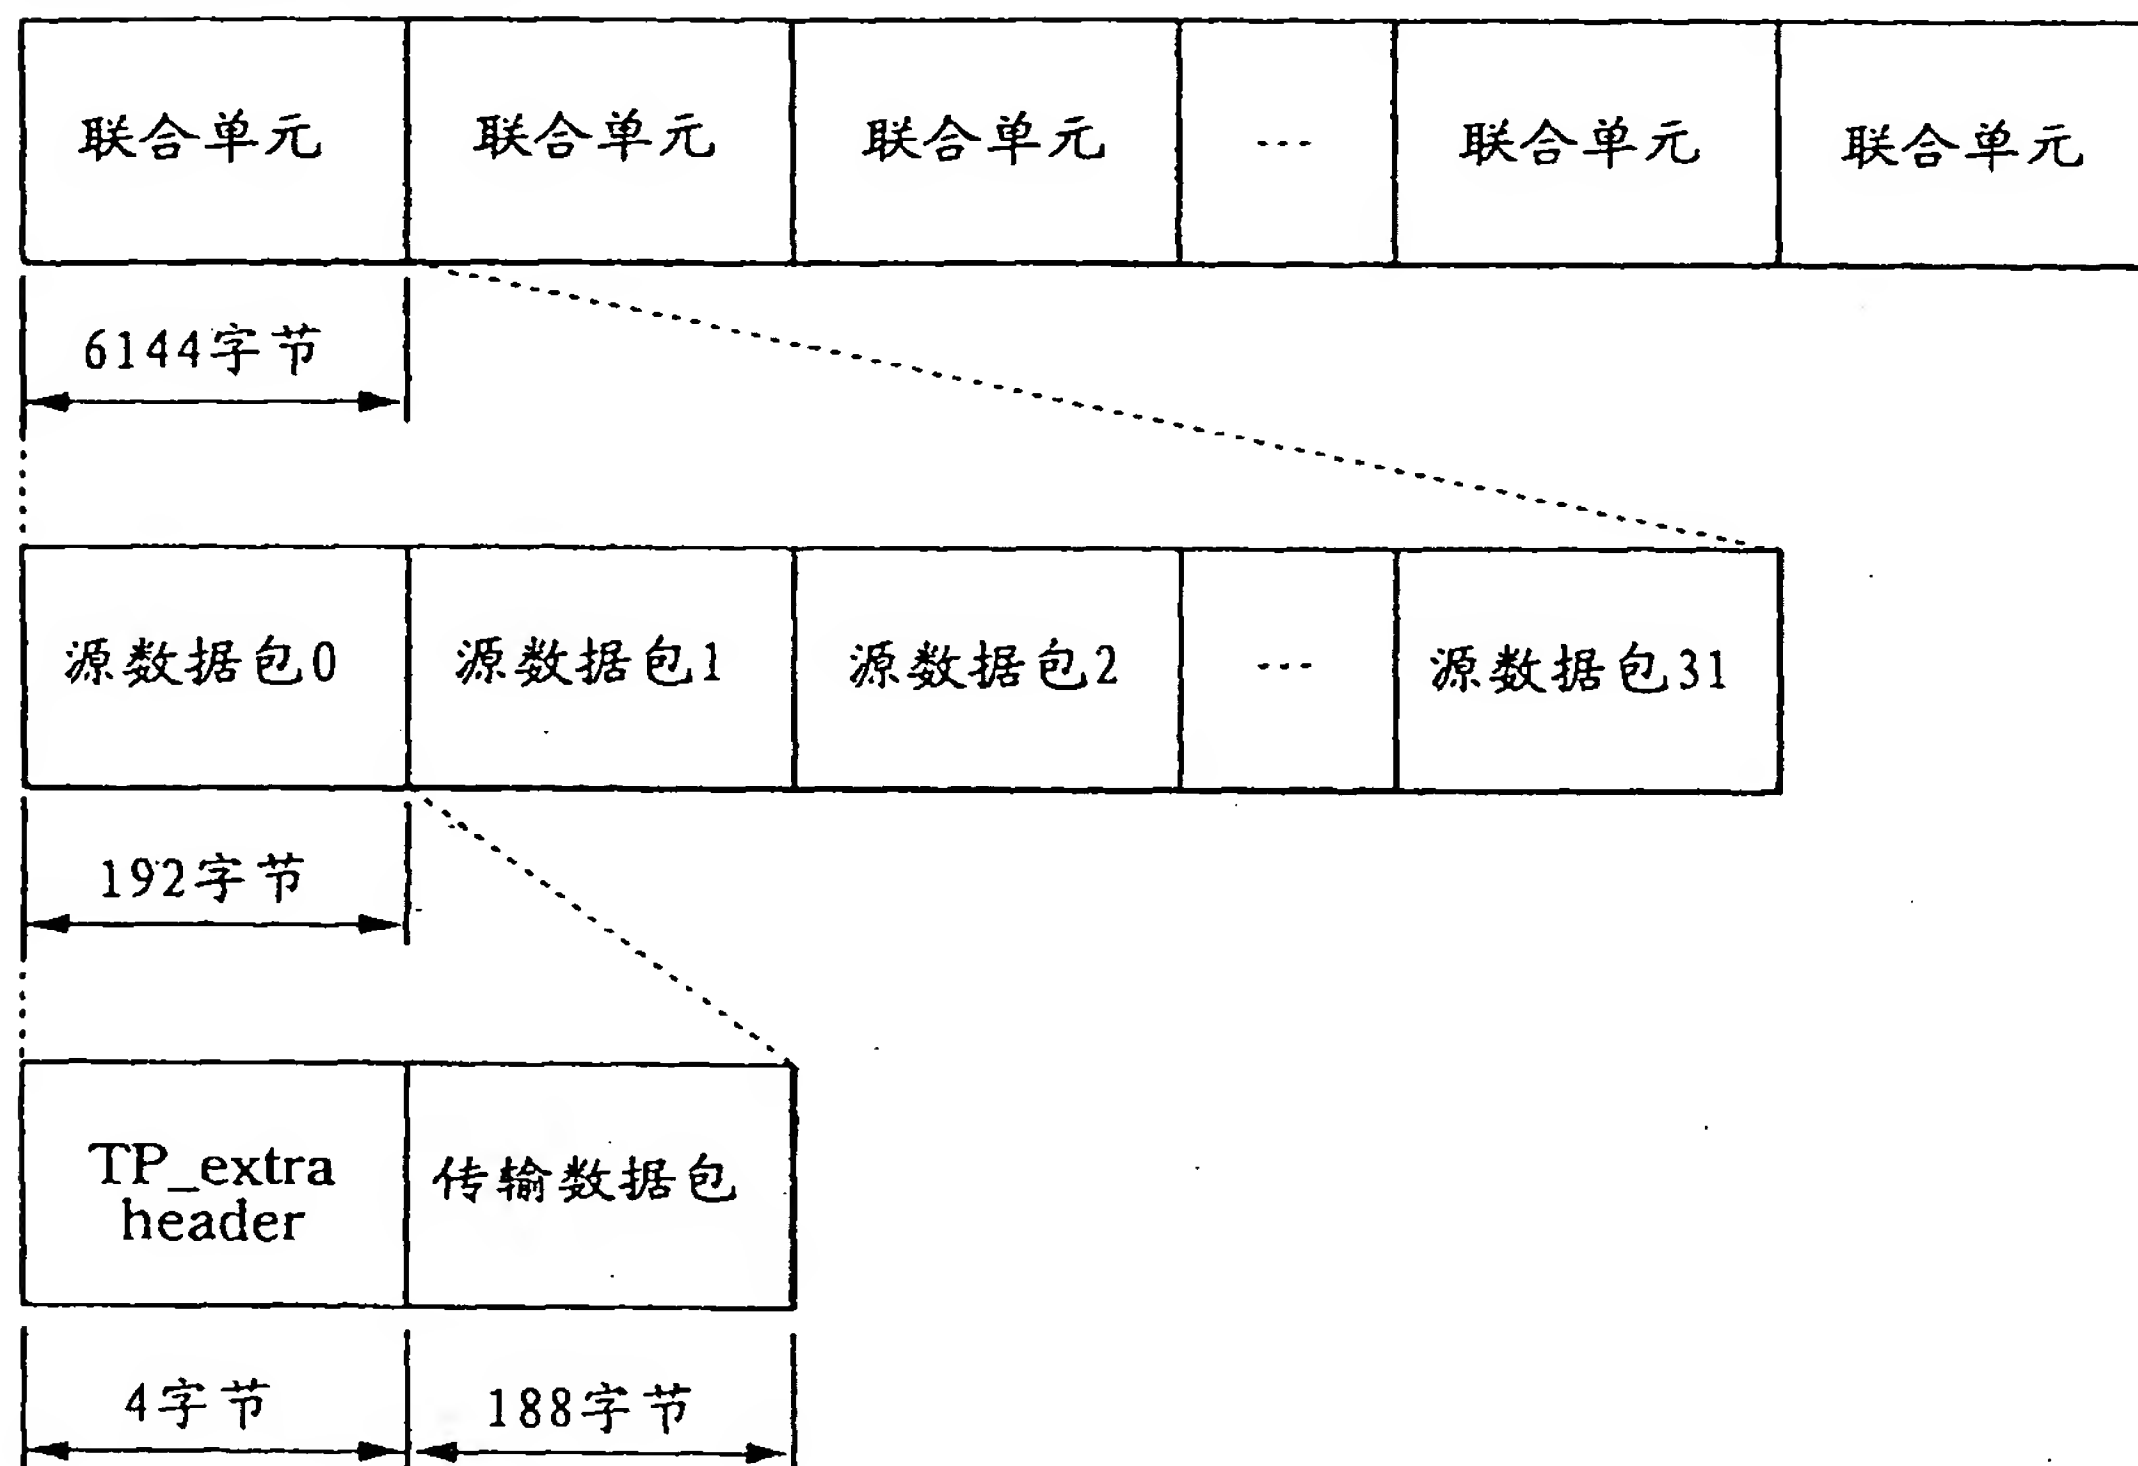 联合单元 联合单元 联合单元 --- 联合单元 联合单元
6144字节
源数据包0 源数据包1 源数据包2 --- 源数据包31
192字节
TP_extra
header
传输数据包
4字节 188字节